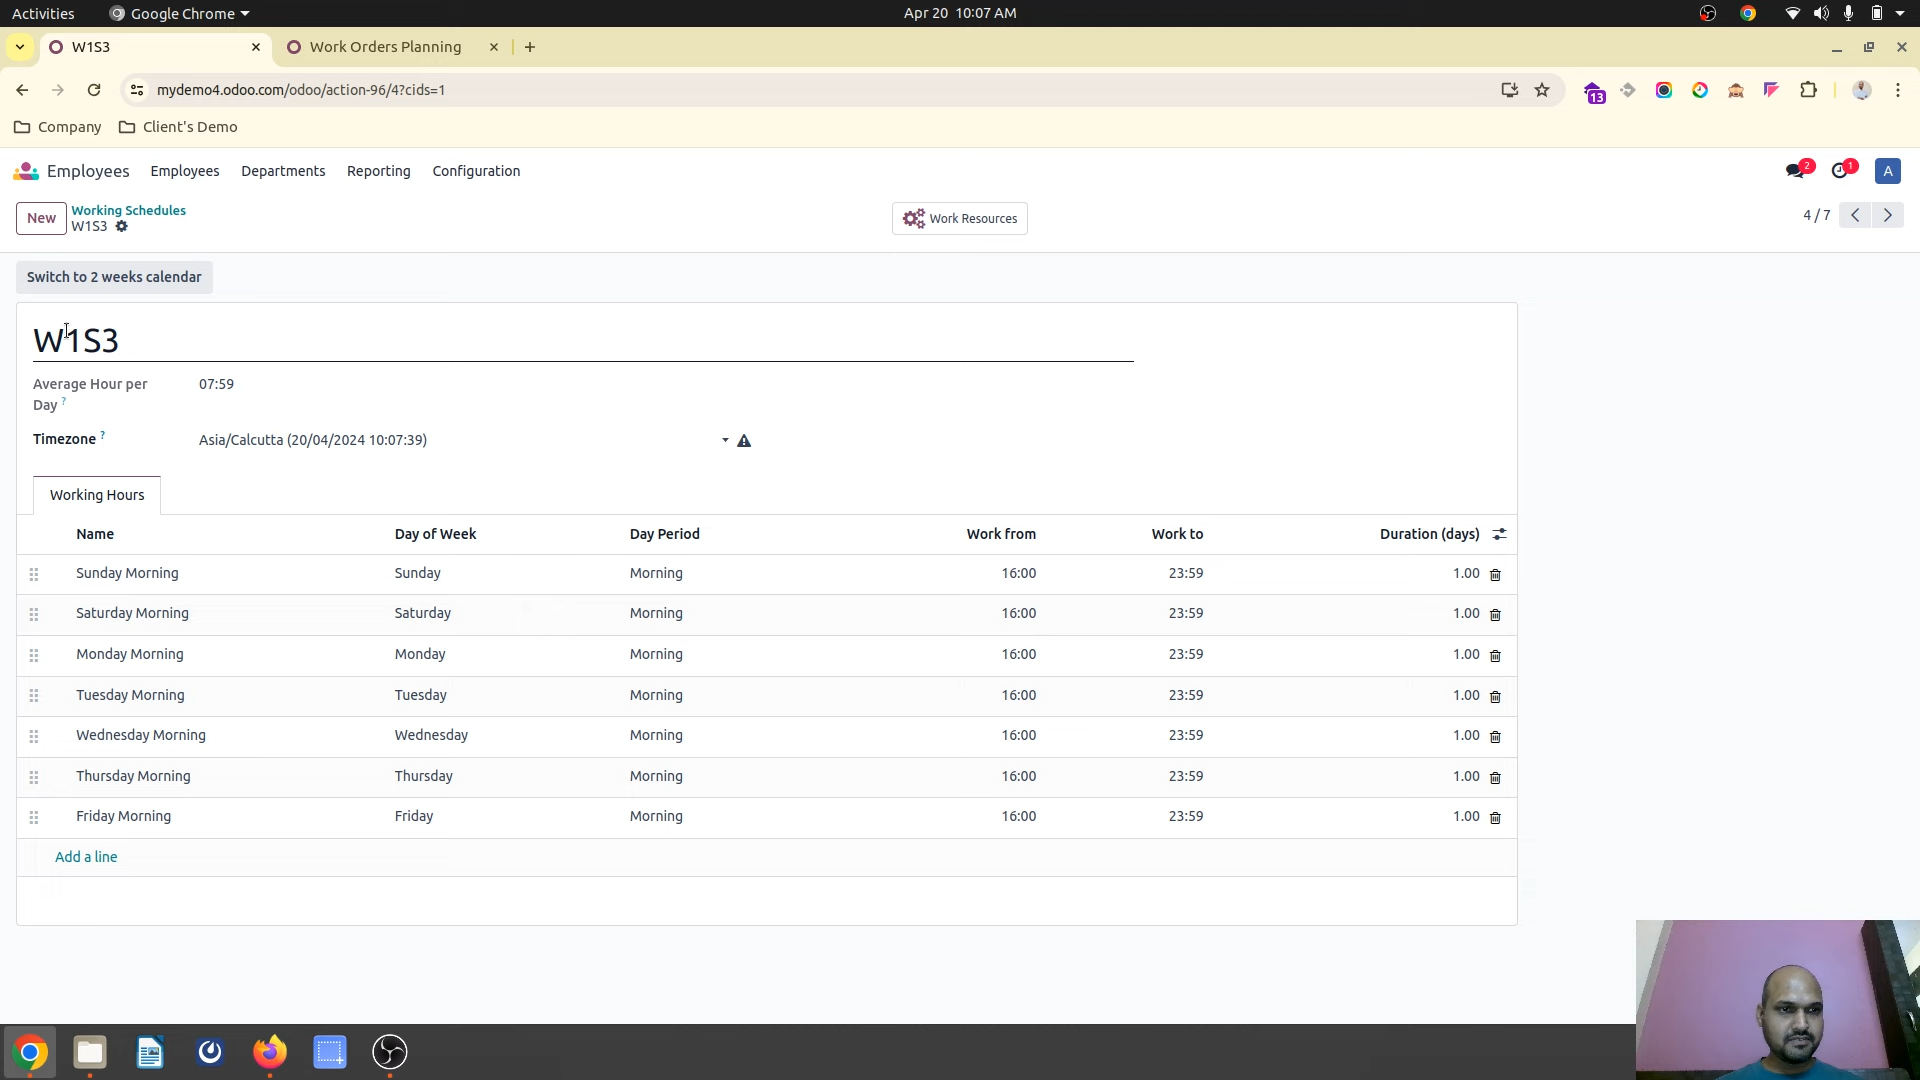 Activities Google Chrome Apr 20 10:07 AM
W1S3 Work Orders Planning
mydemo4.odoo.com/odoo/action-96/4?cids=1 13
Company Client's Demo
Employees Employees Departments Reporting Configuration 2 1 A
New Working Schedules W1S3 Work Resources 4 / 7
Switch to 2 weeks calendar
W1S3
Average Hour per Day ? 07:59
Timezone ? Asia/Calcutta (20/04/2024 10:07:39)
Working Hours
Name Day of Week Day Period Work from Work to Duration (days)
Sunday Morning Sunday Morning 16:00 23:59 1.00
Saturday Morning Saturday Morning 16:00 23:59 1.00
Monday Morning Monday Morning 16:00 23:59 1.00
Tuesday Morning Tuesday Morning 16:00 23:59 1.00
Wednesday Morning Wednesday Morning 16:00 23:59 1.00
Thursday Morning Thursday Morning 16:00 23:59 1.00
Friday Morning Friday Morning 16:00 23:59 1.00
Add a line